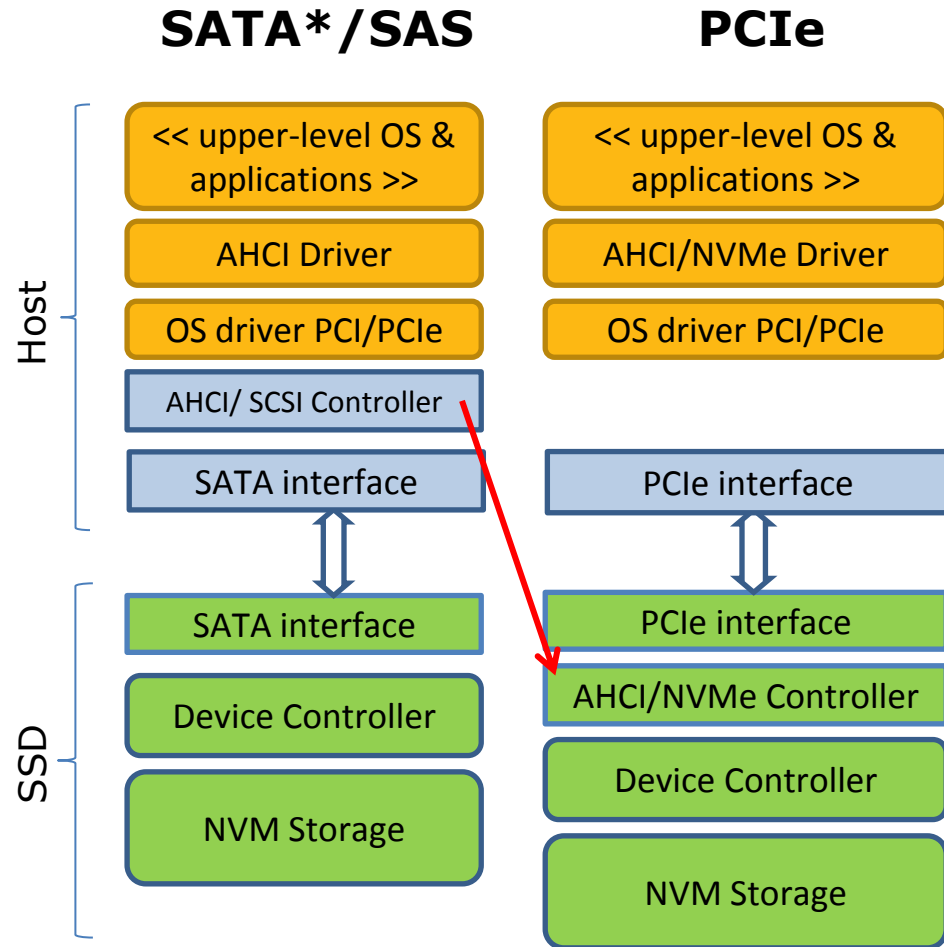 SATA*/SAS
PCIe
Host
<< upper-level OS &
applications >>
AHCI Driver
OS driver PCI/PCIe
AHCI/ SCSI Controller
SATA interface
<< upper-level OS &
applications >>
AHCI/NVMe Driver
OS driver PCI/PCIe
PCIe interface
SSD
SATA interface
Device Controller
NVM Storage
PCIe interface
AHCI/NVMe Controller
Device Controller
NVM Storage